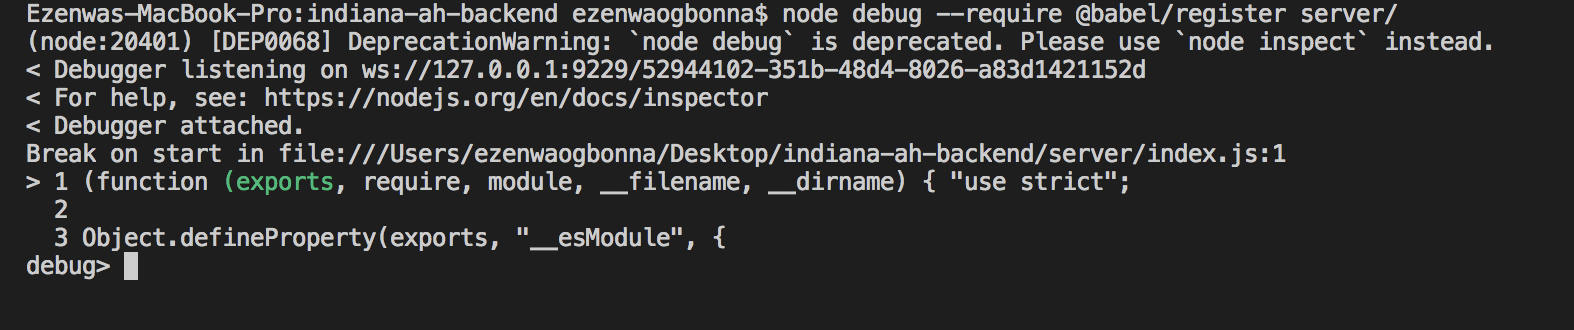 Ezenwas-MacBook-Pro:indiana-ah-backend ezenwaogbonna$ node debug --require @babel/register server/
(node:20401) [DEP0068] DeprecationWarning: `node debug` is deprecated. Please use `node inspect` instead.
< Debugger listening on ws://127.0.0.1:9229/52944102-351b-48d4-8026-a83d1421152d
< For help, see: https://nodejs.org/en/docs/inspector
< Debugger attached.
Break on start in file:///Users/ezenwaogbonna/Desktop/indiana-ah-backend/server/index.js:1
> 1 (function (exports, require, module, __filename, __dirname) { "use strict";
  2
  3 Object.defineProperty(exports, "__esModule", {
debug>